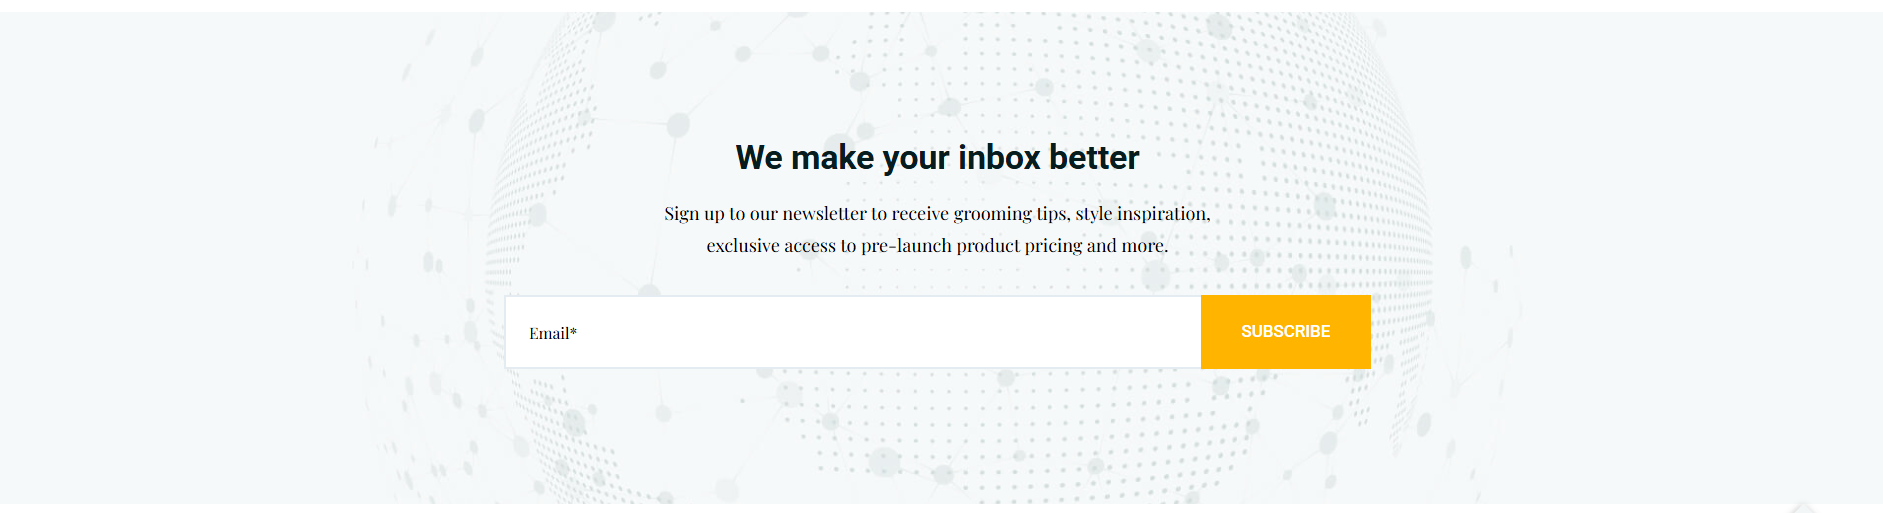 We make your inbox better
Sign up to our newsletter to receive grooming tips, style inspiration,
exclusive access to pre-launch product pricing and more.
Email*
SUBSCRIBE